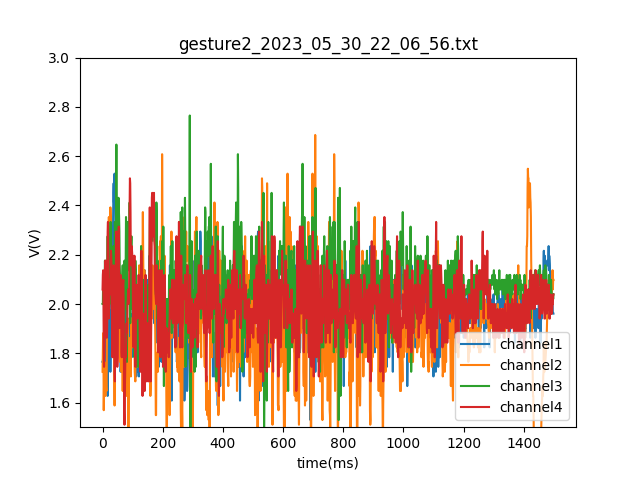 gesture2_2023_05_30_22_06_56.txt
3.0
2.8
2.6
2.4
2.2
2.0
1.8
1.6
V(V)
channel1
channel2
channel3
channel4
0 200 400 600 800 1000 1200 1400
time(ms)